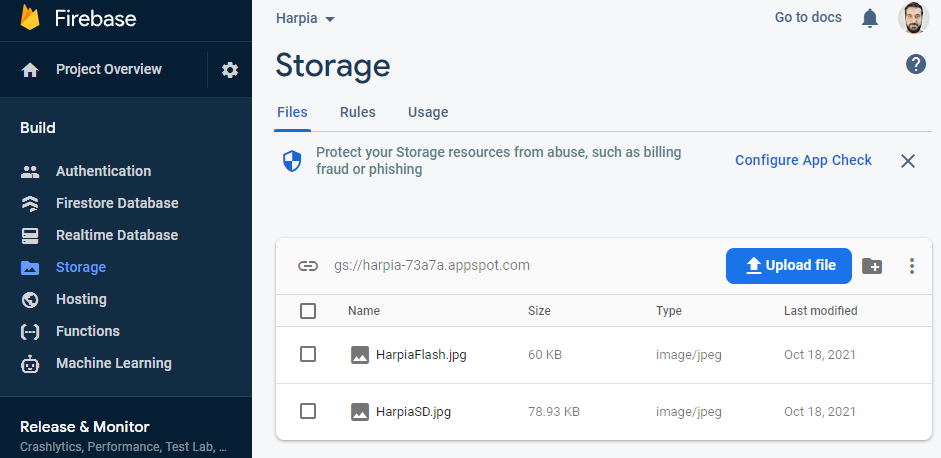 Firebase
Project Overview
Build
Authentication
Firestore Database
Realtime Database
Storage
Hosting
Functions
Machine Learning
Release & Monitor
Crashlytics, Performance, Test Lab, ...
Harpia
Go to docs
Storage
Files Rules Usage
Protect your Storage resources from abuse, such as billing
fraud or phishing
Configure App Check
gs://harpia-73a7a.appspot.com
Upload file
Name Size Type Last modified
HarpiaFlash.jpg 60 KB image/jpeg Oct 18, 2021
HarpiaSD.jpg 78.93 KB image/jpeg Oct 18, 2021